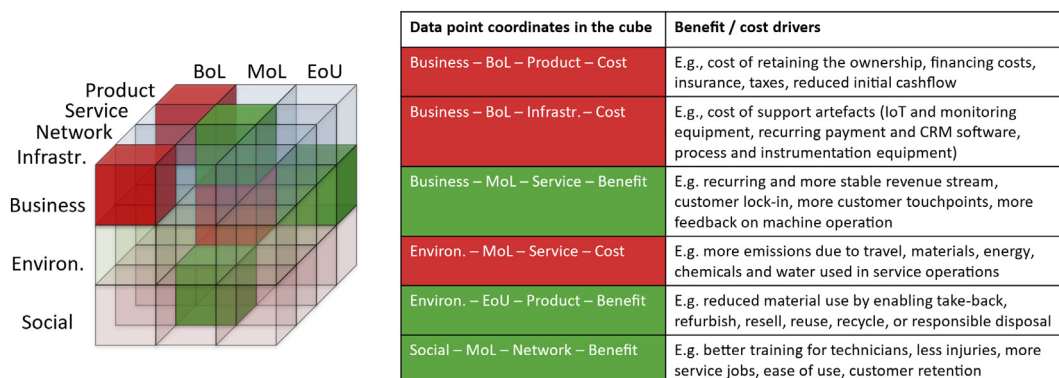 BoL MoL EoU
Product
Service
Network
Infrastr.
Business
Environ.
Social
Data point coordinates in the cube
Benefit / cost drivers
Business – BoL – Product – Cost
E.g., cost of retaining the ownership, financing costs,
insurance, taxes, reduced initial cashflow
Business – BoL – Infrastr. – Cost
E.g., cost of support artefacts (IoT and monitoring
equipment, recurring payment and CRM software,
process and instrumentation equipment)
Business – MoL – Service – Benefit
E.g. recurring and more stable revenue stream,
customer lock-in, more customer touchpoints, more
feedback on machine operation
Environ. – MoL – Service – Cost
E.g. more emissions due to travel, materials, energy,
chemicals and water used in service operations
Environ. – EoU – Product – Benefit
E.g. reduced material use by enabling take-back,
refurbish, resell, reuse, recycle, or responsible disposal
Social – MoL – Network – Benefit
E.g. better training for technicians, less injuries, more
service jobs, ease of use, customer retention